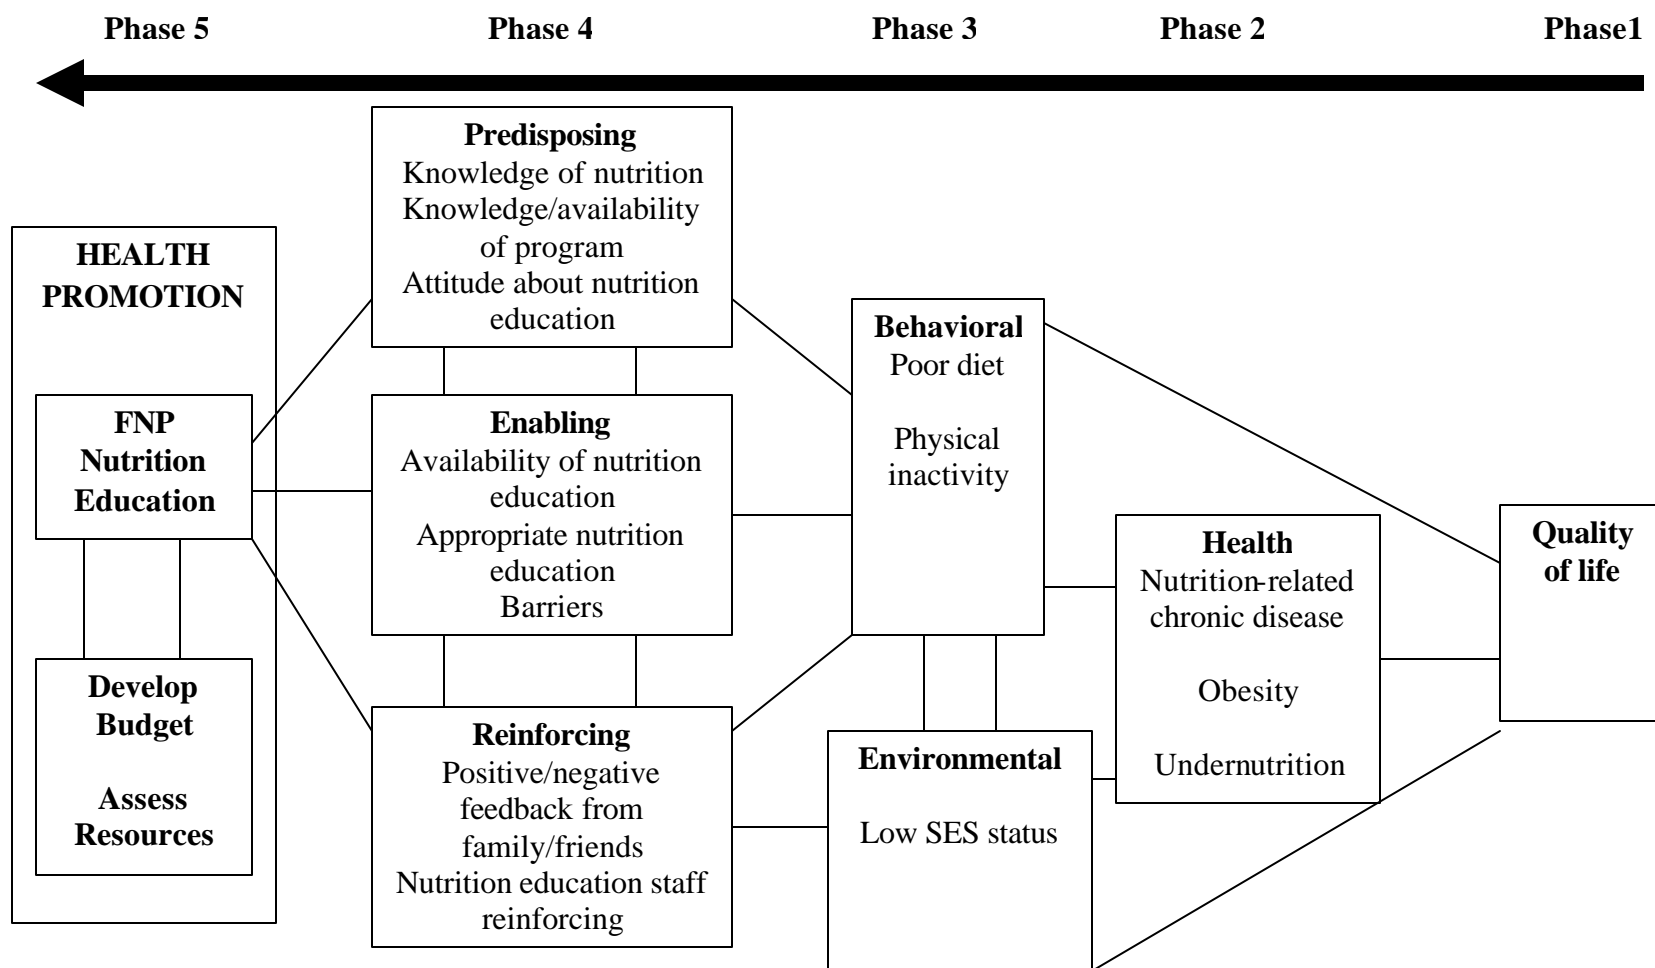 Phase 5
Phase 4
Phase 3
Phase 2
Phase1
HEALTH
PROMOTION
FNP
Nutrition
Education
Develop
Budget
Assess
Resources
Predisposing
Knowledge of nutrition
Knowledge/availability
of program
Attitude about nutrition
education
Enabling
Availability of nutrition
education
Appropriate nutrition
education
Barriers
Reinforcing
Positive/negative
feedback from
family/friends
Nutrition education staff
reinforcing
Behavioral
Poor diet
Physical
inactivity
Environmental
Low SES status
Health
Nutrition-related
chronic disease
Obesity
Undernutrition
Quality
of life